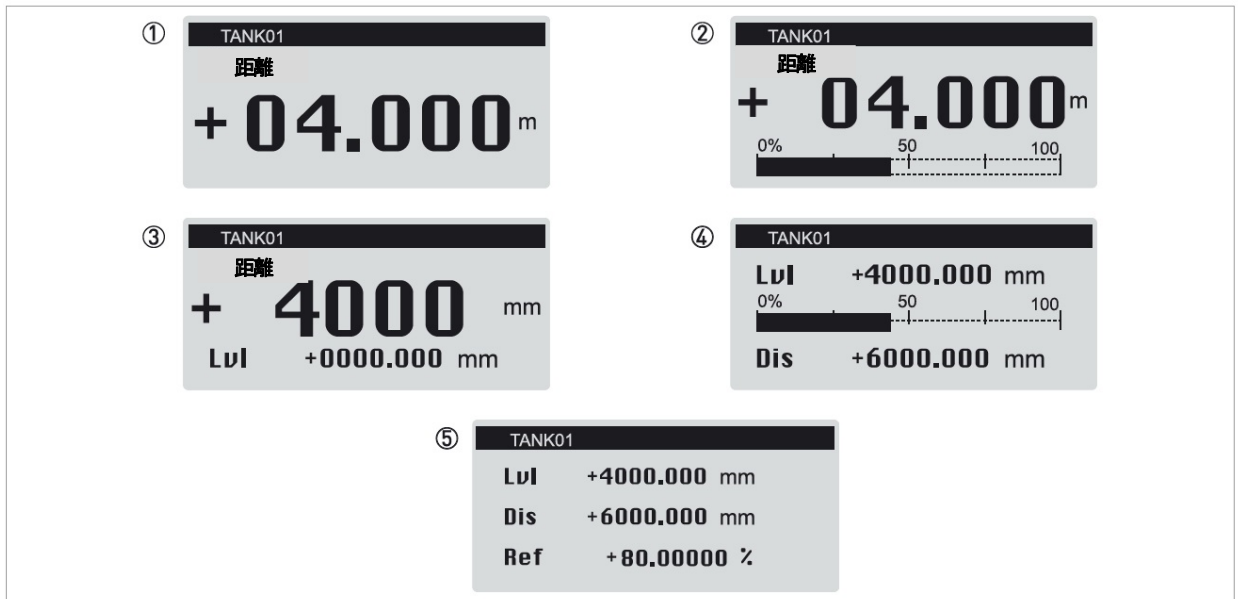 ① TANK01
距離
+ 04.000 m
② TANK01
距離
+ 04.000 m
0% 50 100
③ TANK01
距離
+ 4000 mm
Lvl +0000.000 mm
④ TANK01
Lvl +4000.000 mm
0% 50 100
Dis +6000.000 mm
⑤ TANK01
Lvl +4000.000 mm
Dis +6000.000 mm
Ref +80.00000 %